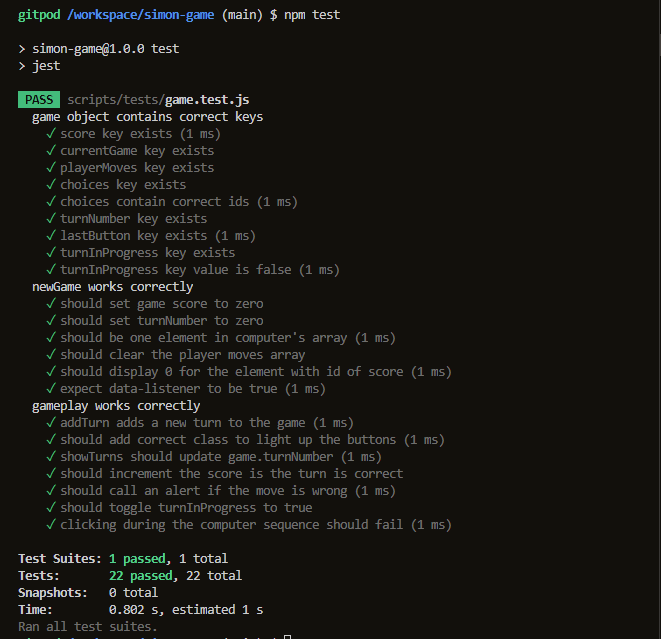 gitpod /workspace/simon-game (main) $ npm test
> simon-game@1.0.0 test
> jest
PASS scripts/tests/game.test.js
game object contains correct keys
✓ score key exists (1 ms)
✓ currentGame key exists
✓ playerMoves key exists
✓ choices key exists
✓ choices contain correct ids (1 ms)
✓ turnNumber key exists
✓ lastButton key exists (1 ms)
✓ turnInProgress key exists
✓ turnInProgress key value is false (1 ms)
newGame works correctly
✓ should set game score to zero
✓ should set turnNumber to zero
✓ should be one element in computer's array (1 ms)
✓ should clear the player moves array
✓ should display 0 for the element with id of score (1 ms)
✓ expect data-listener to be true (1 ms)
gameplay works correctly
✓ addTurn adds a new turn to the game (1 ms)
✓ should add correct class to light up the buttons (1 ms)
✓ showTurns should update game.turnNumber (1 ms)
✓ should increment the score is the turn is correct
✓ should call an alert if the move is wrong (1 ms)
✓ should toggle turnInProgress to true
✓ clicking during the computer sequence should fail (1 ms)
Test Suites: 1 passed, 1 total
Tests: 22 passed, 22 total
Snapshots: 0 total
Time: 0.802 s, estimated 1 s
Ran all test suites.